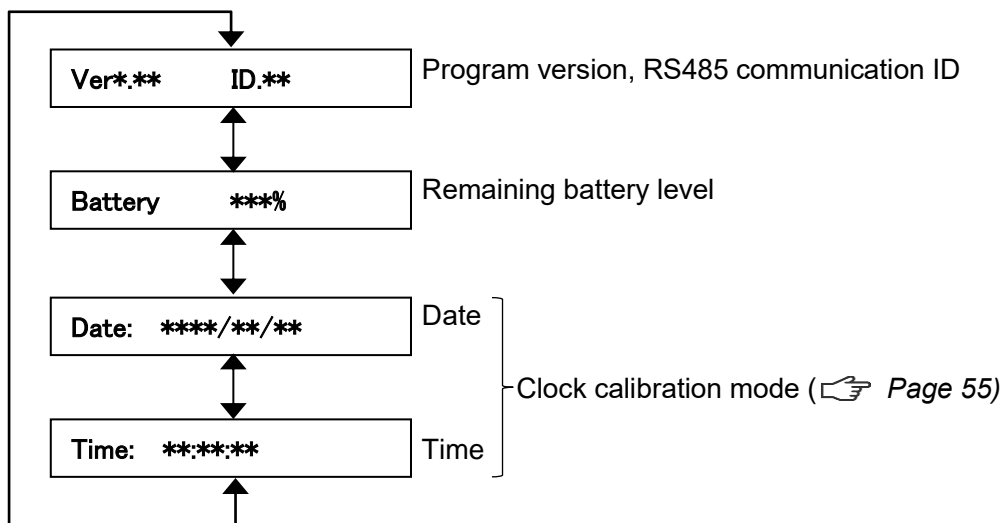 Ver*.** ID.** Program version, RS485 communication ID
Battery ***% Remaining battery level
Date: ****/**/** Date
Clock calibration mode (☞ Page 55)
Time: **:**:** Time